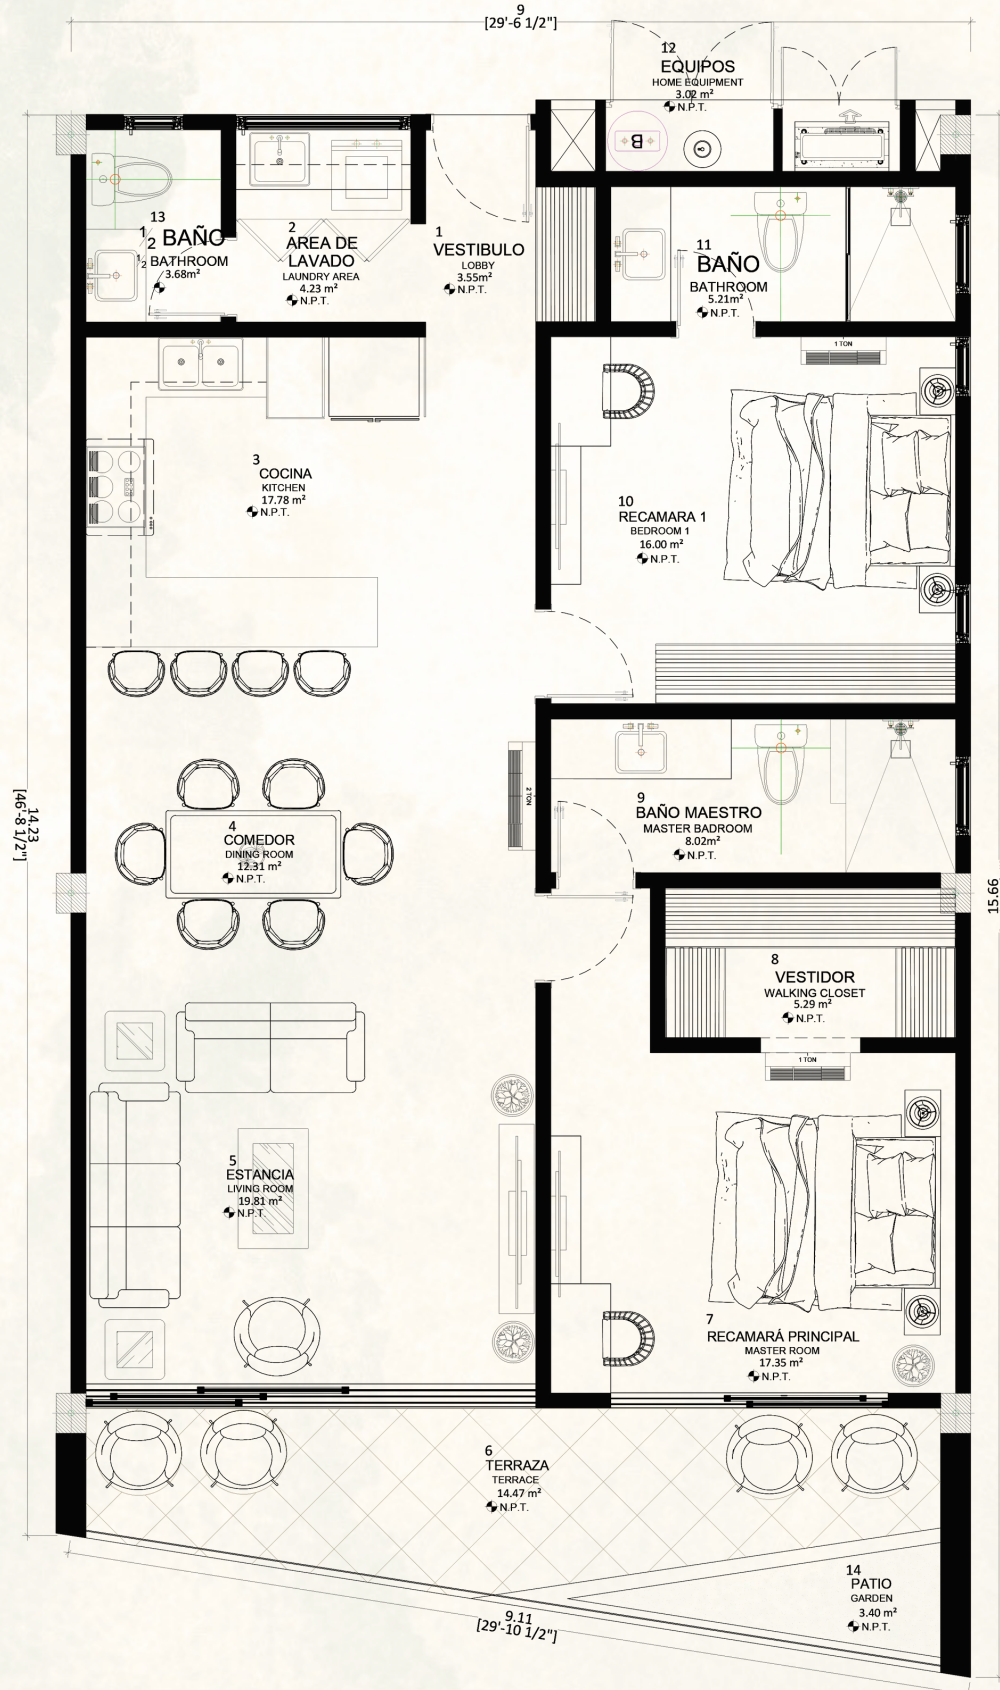 9
[29'-6 1/2"]
12
EQUIPOS
HOME EQUIPMENT
3.02 m²
N.P.T.
B
13
1
2 BAÑO
1 2
BATHROOM
3.68m²
2
AREA DE
LAVADO
LAUNDRY AREA
4.23 m²
N.P.T.
1
VESTIBULO
LOBBY
3.55m²
N.P.T.
11
BAÑO
BATHROOM
5.21m²
N.P.T.
1 TON
3
COCINA
KITCHEN
17.78 m²
N.P.T.
10
RECAMARA 1
BEDROOM 1
16.00 m²
N.P.T.
14.23
[46'-8 1/2"]
2 TON
4
COMEDOR
DINING ROOM
12.31 m²
N.P.T.
9
BAÑO MAESTRO
MASTER BADROOM
8.02m²
N.P.T.
15.66
8
VESTIDOR
WALKING CLOSET
5.29 m²
N.P.T.
1 TON
5
ESTANCIA
LIVING ROOM
19.81 m²
N.P.T
7
RECAMARÁ PRINCIPAL
MASTER ROOM
17.35 m²
N.P.T.
6
TERRAZA
TERRACE
14.47 m²
N.P.T.
14
PATIO
GARDEN
3.40 m²
N.P.T.
9.11
[29'-10 1/2"]